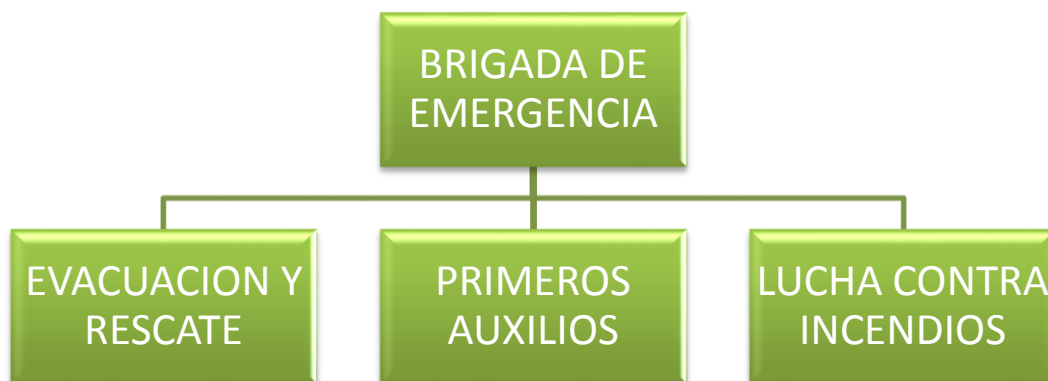 BRIGADA DE
EMERGENCIA
EVACUACION Y
RESCATE
PRIMEROS
AUXILIOS
LUCHA CONTRA
INCENDIOS